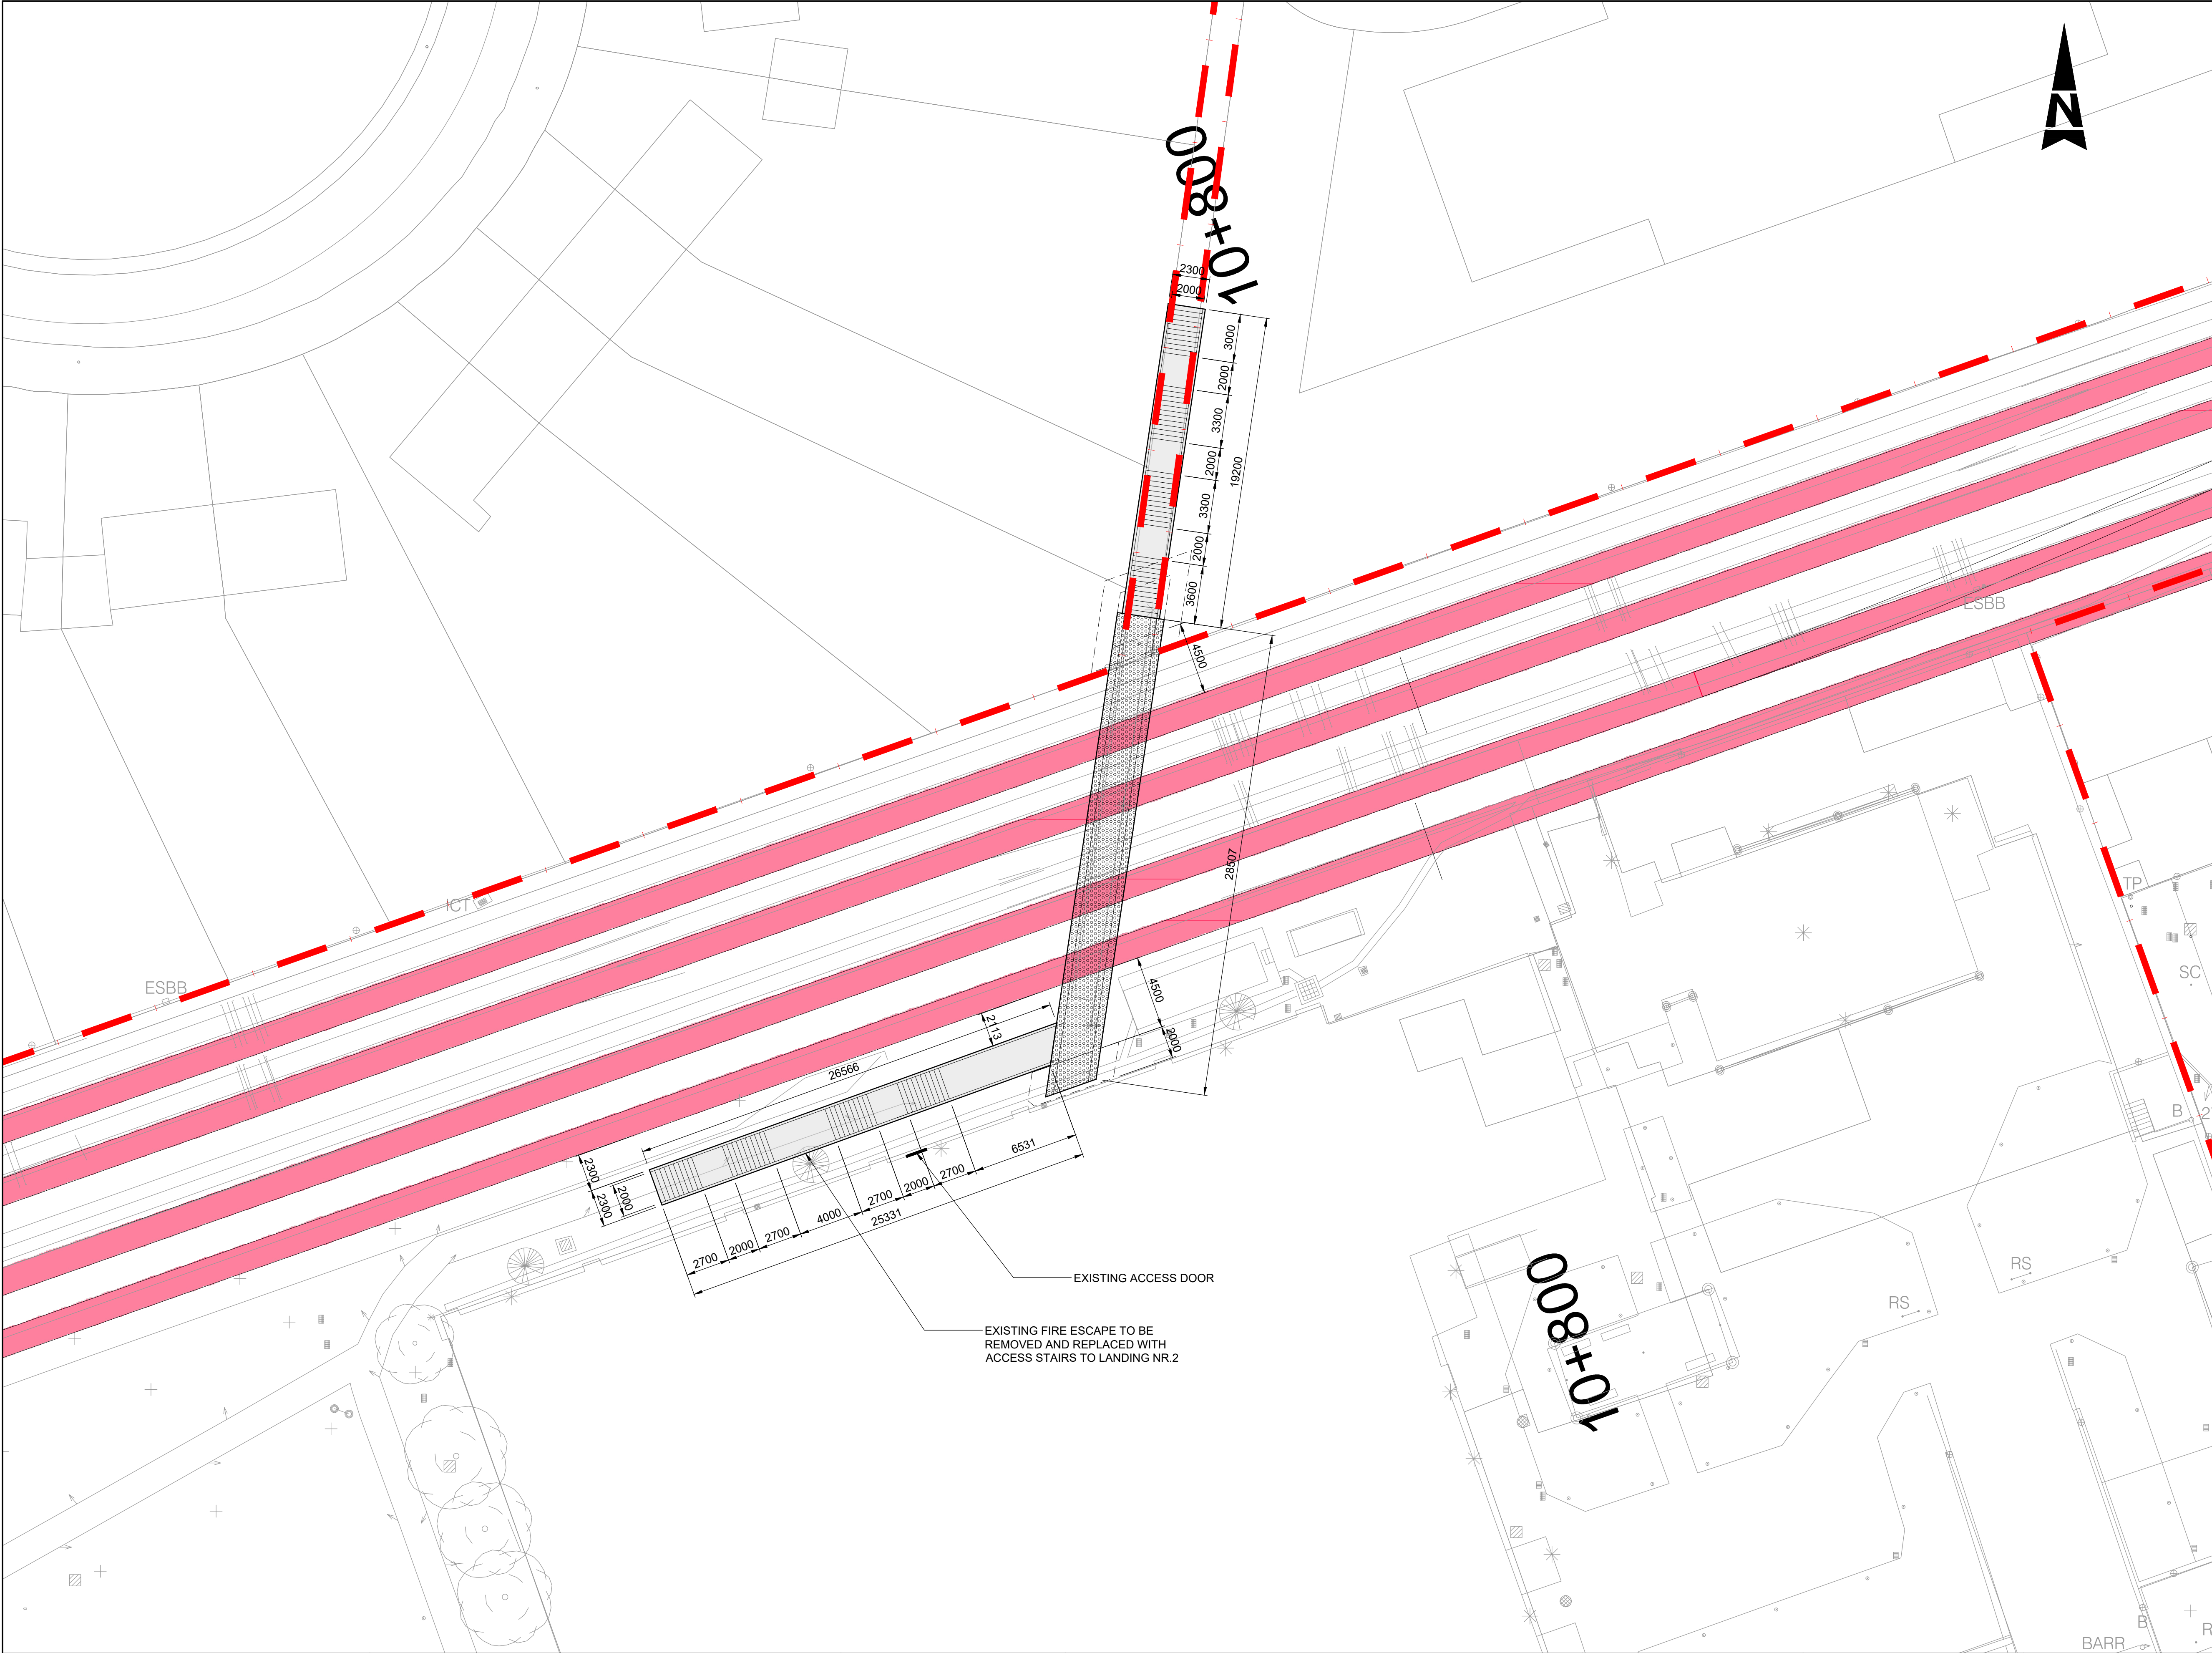 N
10+800
2300
2000
3000
2000
3300
2000
3300
2000
3600
19200
4500
28507
ESBB
ICT
ESBB
TP
SC
4500
2000
2113
26566
2300
2000
2300
6531
2700
2000
2700
4000
2700
2000
2700
25331
B
2
EXISTING ACCESS DOOR
EXISTING FIRE ESCAPE TO BE
REMOVED AND REPLACED WITH
ACCESS STAIRS TO LANDING NR.2
10+800
RS
RS
B
R
BARR